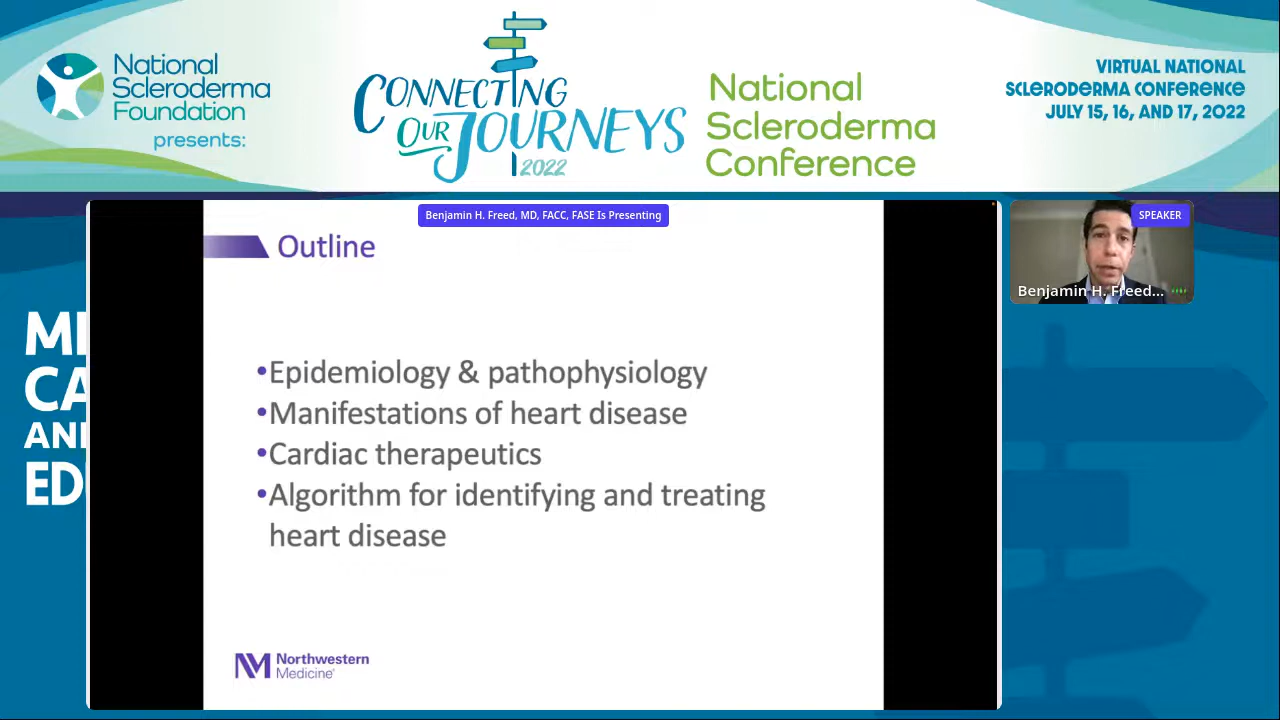 National
Scleroderma
Foundation
presents:
CONNECTING
OUR JOURNEYS
2022
National
Scleroderma
Conference
VIRTUAL NATIONAL
SCLERODERMA CONFERENCE
JULY 15, 16, AND 17, 2022
Benjamin H. Freed, MD, FACC, FASE Is Presenting
SPEAKER
Benjamin H. Freed...
Outline
•Epidemiology & pathophysiology
•Manifestations of heart disease
•Cardiac therapeutics
•Algorithm for identifying and treating
heart disease
NM Northwestern
Medicine®
CA
AN
ED